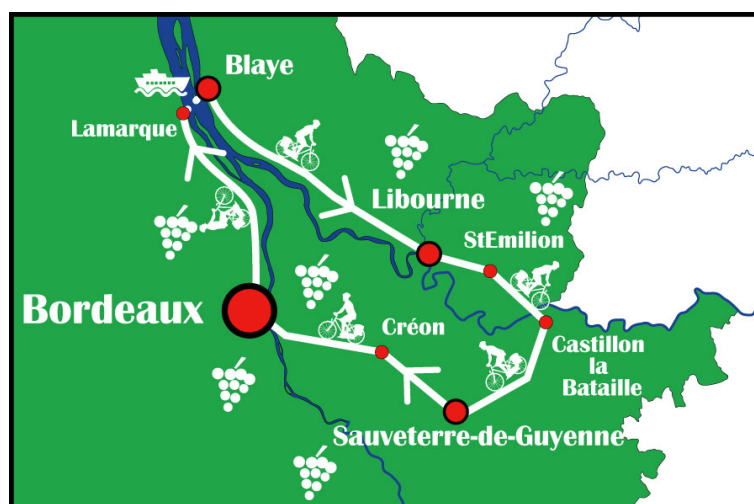 Blaye
Lamarque
Libourne
StEmilion
Bordeaux
Créon
Castillon
la
Bataille
Sauveterre-de-Guyenne